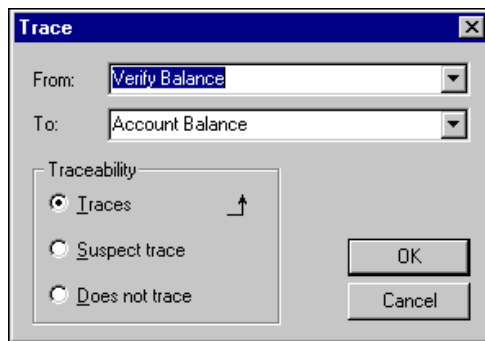 Trace
From: Verify Balance
To: Account Balance
Traceability
Traces
Suspect trace
Does not trace
OK
Cancel